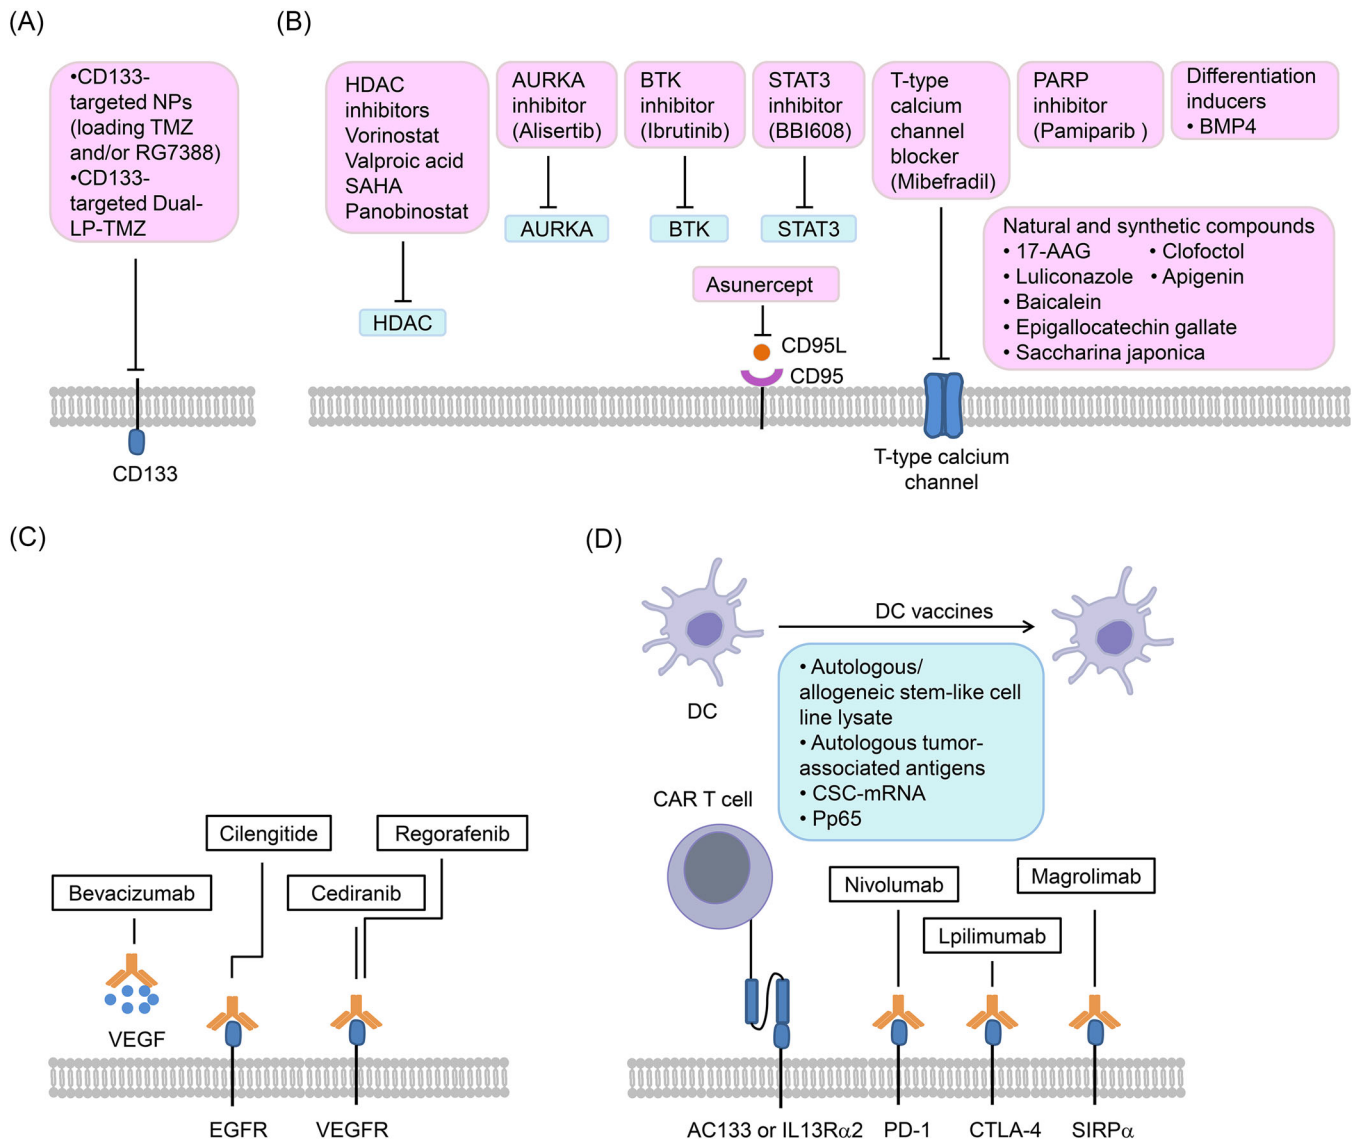 (A)
•CD133-
targeted NPs
(loading TMZ
and/or RG7388)
•CD133-
targeted Dual-
LP-TMZ
CD133
(B)
HDAC
inhibitors
Vorinostat
Valproic acid
SAHA
Panobinostat
HDAC
AURKA
inhibitor
(Alisertib)
AURKA
BTK
inhibitor
(Ibrutinib)
BTK
STAT3
inhibitor
(BBI608)
STAT3
Asunercept
CD95L
CD95
T-type
calcium
channel
blocker
(Mibefradil)
T-type calcium
channel
PARP
inhibitor
(Pamiparib )
Differentiation
inducers
• BMP4
Natural and synthetic compounds
• 17-AAG • Clofoctol
• Luliconazole • Apigenin
• Baicalein
• Epigallocatechin gallate
• Saccharina japonica
(C)
Bevacizumab
VEGF
Cilengitide
EGFR
Regorafenib
Cediranib
VEGFR
(D)
DC
DC vaccines
• Autologous/
allogeneic stem-like cell
line lysate
• Autologous tumor-
associated antigens
• CSC-mRNA
• Pp65
CAR T cell
AC133 or IL13Rα2
Nivolumab
PD-1
Lpilimumab
CTLA-4
Magrolimab
SIRPα